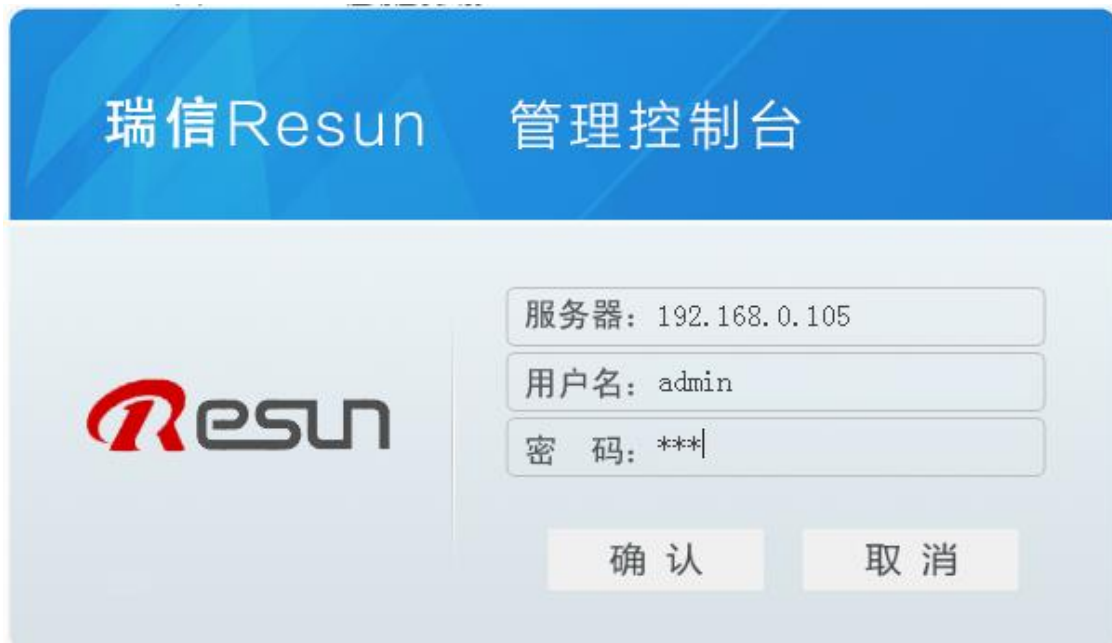 瑞信Resun 管理控制台
服务器：192.168.0.105
用户名：admin
密 码：***
Resun
确认 取消